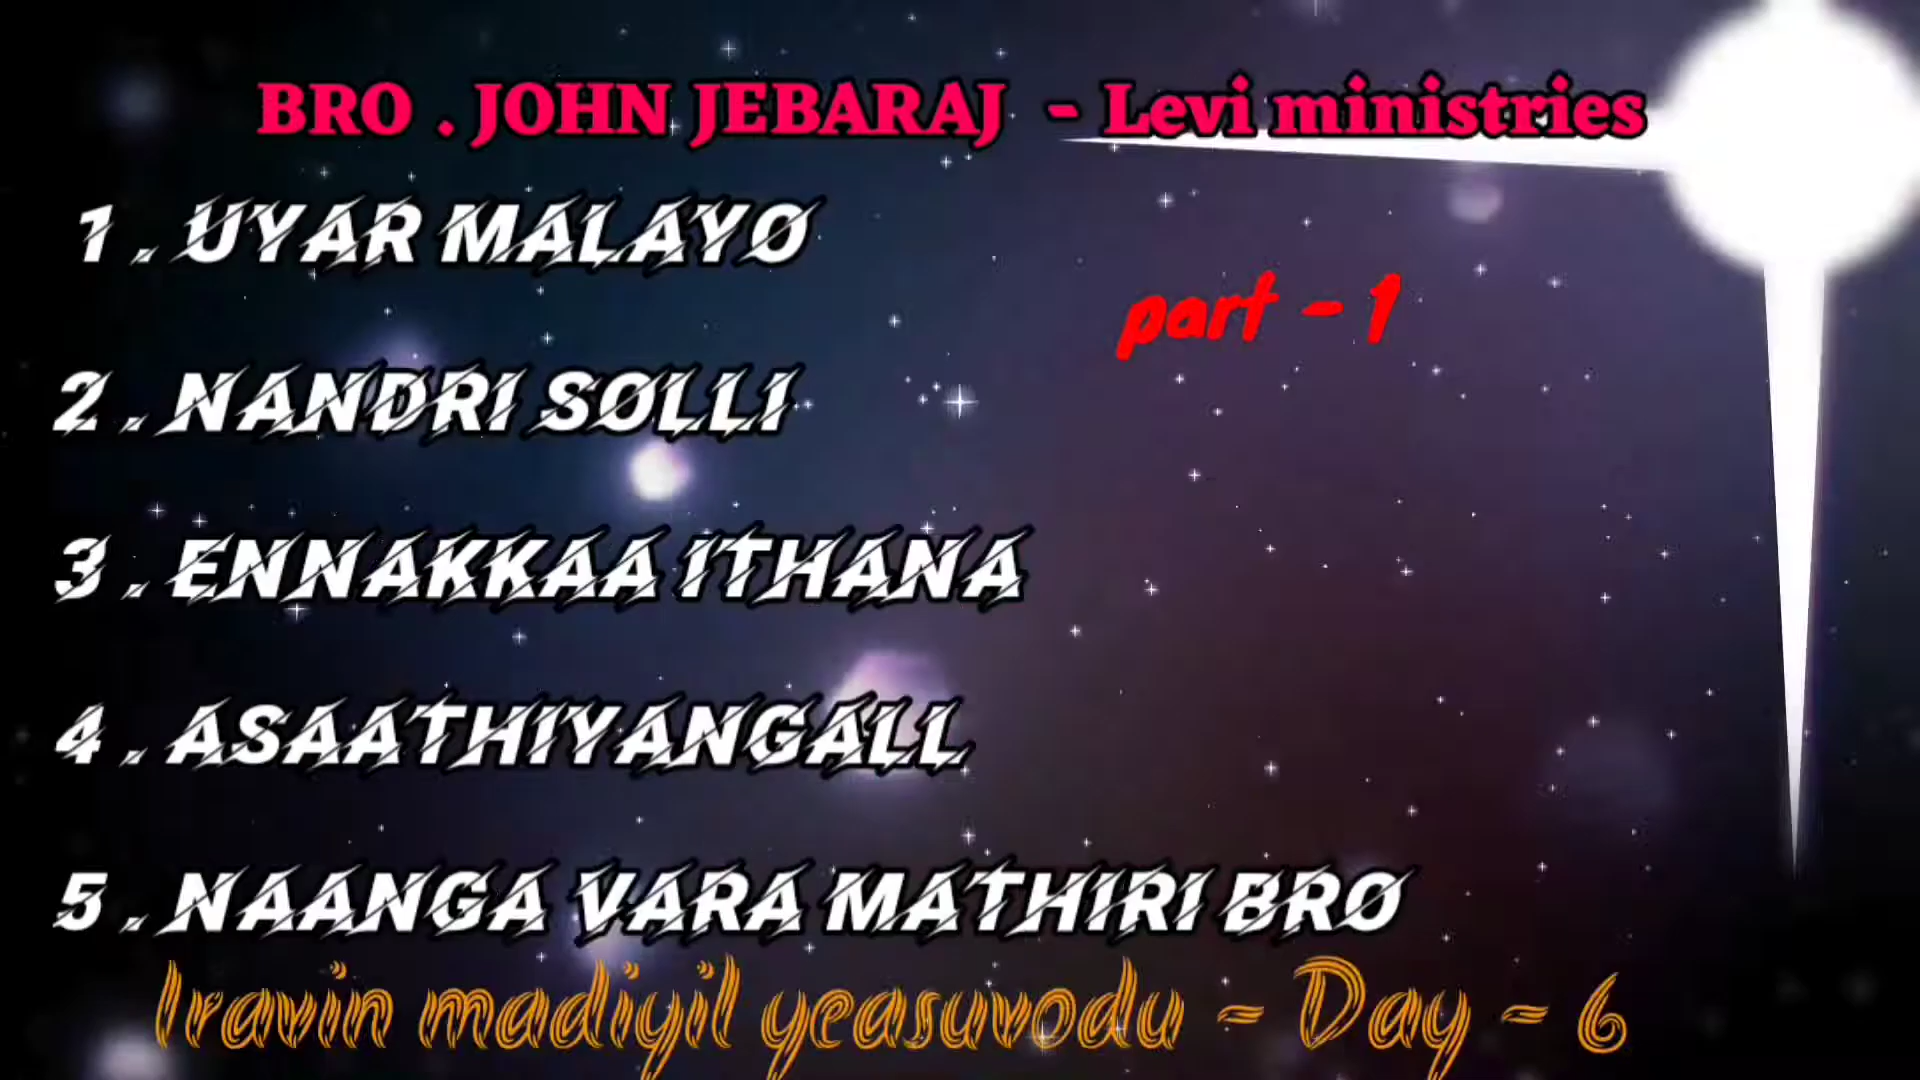 BRO . JOHN JEBARAJ - Levi ministries
1 . UYAR MALAYO
part - 1
2 . NANDRI SOLLI
3 . ENNAKKAA ITHANA
4 . ASAATHIYANGALL
5 . NAANGA VARA MATHIRI BRO
Iravin madiyil yeasuvodu - Day - 6